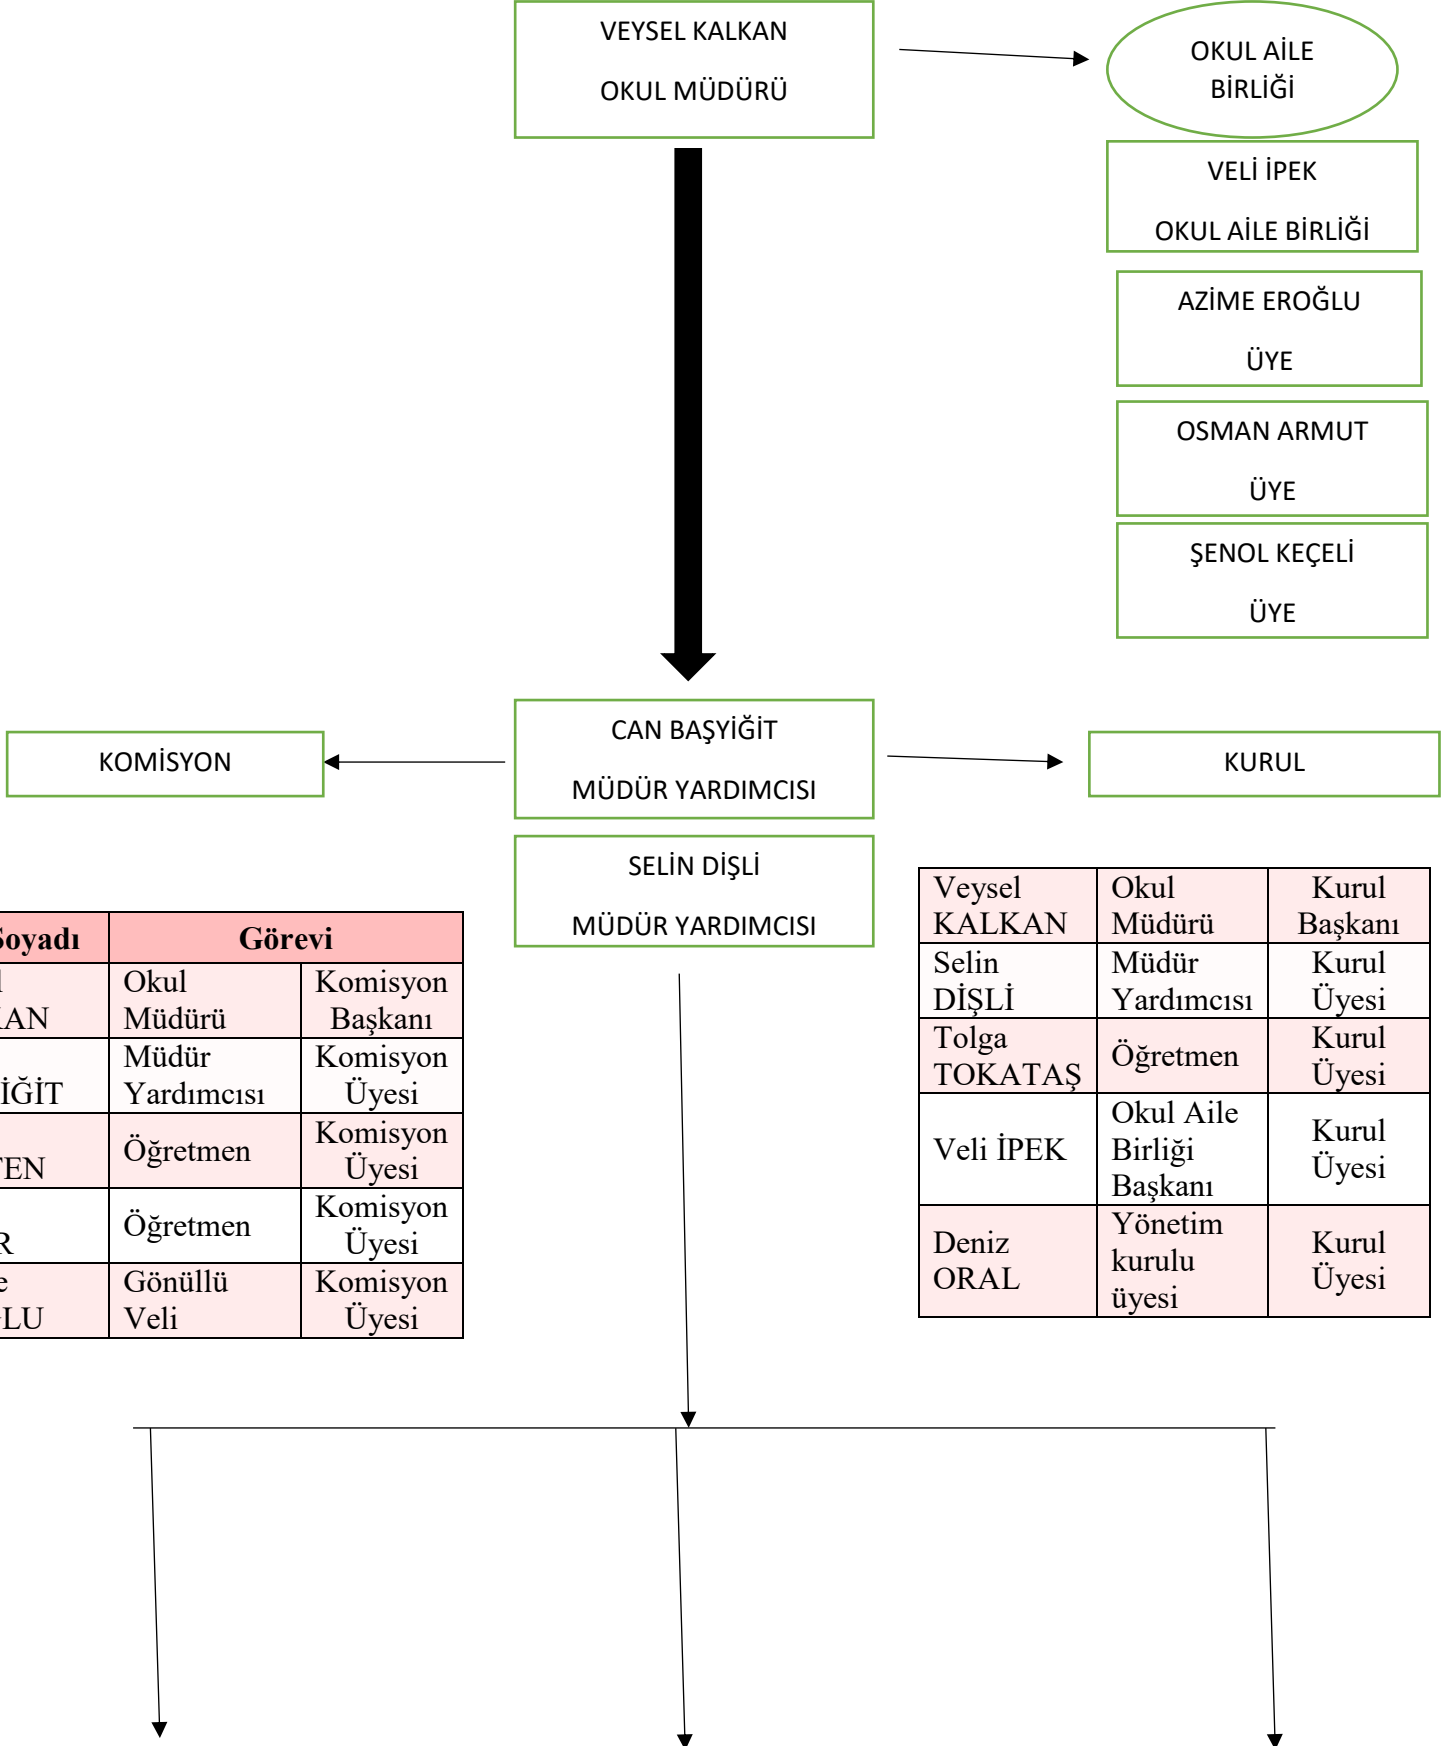 VEYSEL KALKAN
OKUL MÜDÜRÜ
OKUL AİLE
BİRLİĞİ
VELİ İPEK
OKUL AİLE BİRLİĞİ
AZİME EROĞLU
ÜYE
OSMAN ARMUT
ÜYE
ŞENOL KEÇELİ
ÜYE
KOMİSYON
CAN BAŞYİĞİT
MÜDÜR YARDIMCISI
KURUL
SELİN DİŞLİ
MÜDÜR YARDIMCISI
Soyadı Görevi
Okul Komisyon
Müdürü Başkanı
Müdür Komisyon
Yardımcısı Üyesi
Öğretmen
Komisyon
Üyesi
Öğretmen
Komisyon
Üyesi
Gönüllü Komisyon
Veli Üyesi
Veysel Okul Kurul
KALKAN Müdürü Başkanı
Selin Müdür Kurul
DİŞLİ Yardımcısı Üyesi
Tolga
TOKATAŞ
Öğretmen
Kurul
Üyesi
Veli İPEK
Okul Aile
Birliği
Başkanı
Kurul
Üyesi
Deniz
ORAL
Yönetim
kurulu
üyesi
Kurul
Üyesi